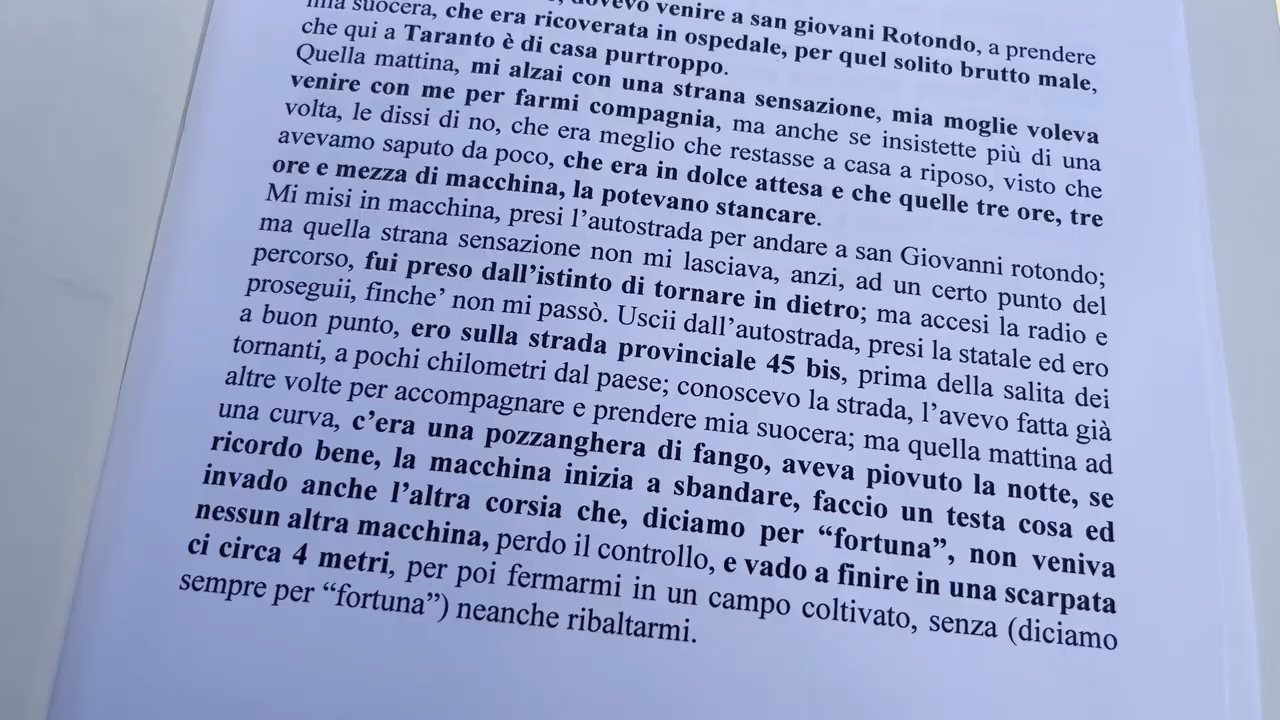 dovevo venire a san giovani Rotondo, a prendere
mia suocera, che era ricoverata in ospedale, per quel solito brutto male,
che qui a Taranto è di casa purtroppo.
Quella mattina, mi alzai con una strana sensazione, mia moglie voleva
venire con me per farmi compagnia, ma anche se insistette più di una
volta, le dissi di no, che era meglio che restasse a casa a riposo, visto che
avevamo saputo da poco, che era in dolce attesa e che quelle tre ore, tre
ore e mezza di macchina, la potevano stancare.
Mi misi in macchina, presi l’autostrada per andare a san Giovanni rotondo;
ma quella strana sensazione non mi lasciava, anzi, ad un certo punto del
percorso, fui preso dall’istinto di tornare in dietro; ma accesi la radio e
proseguii, finche’ non mi passò. Uscii dall’autostrada, presi la statale ed ero
a buon punto, ero sulla strada provinciale 45 bis, prima della salita dei
tornanti, a pochi chilometri dal paese; conoscevo la strada, l’avevo fatta già
altre volte per accompagnare e prendere mia suocera; ma quella mattina ad
una curva, c’era una pozzanghera di fango, aveva piovuto la notte, se
ricordo bene, la macchina inizia a sbandare, faccio un testa cosa ed
invado anche l’altra corsia che, diciamo per “fortuna”, non veniva
nessun altra macchina, perdo il controllo, e vado a finire in una scarpata
ci circa 4 metri, per poi fermarmi in un campo coltivato, senza (diciamo
sempre per “fortuna”) neanche ribaltarmi.